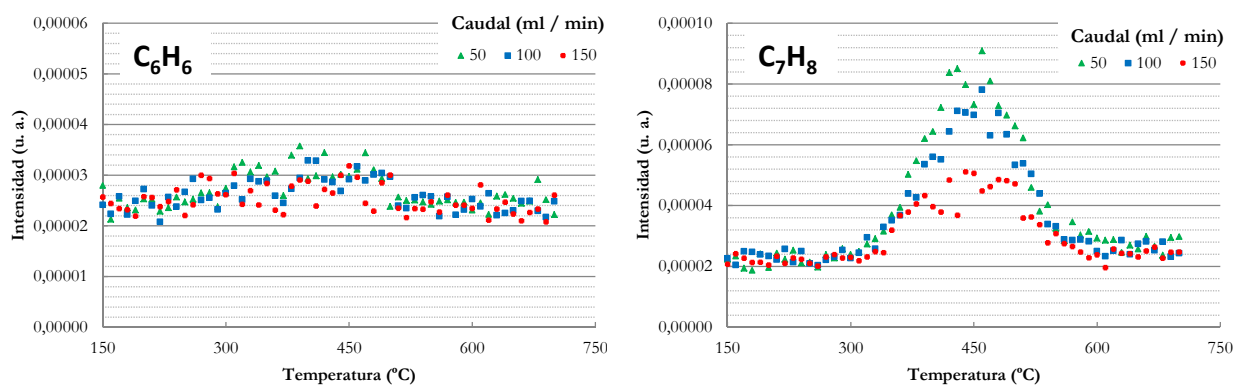 C6H6
Caudal (ml / min)
50 100 150
Intensidad (u. a.)
0,00006
0,00005
0,00004
0,00003
0,00002
0,00001
0,00000
150 300 450 600 750
Temperatura (ºC)
C7H8
Caudal (ml / min)
50 100 150
Intensidad (u. a.)
0,00010
0,00008
0,00006
0,00004
0,00002
0,00000
150 300 450 600 750
Temperatura (ºC)